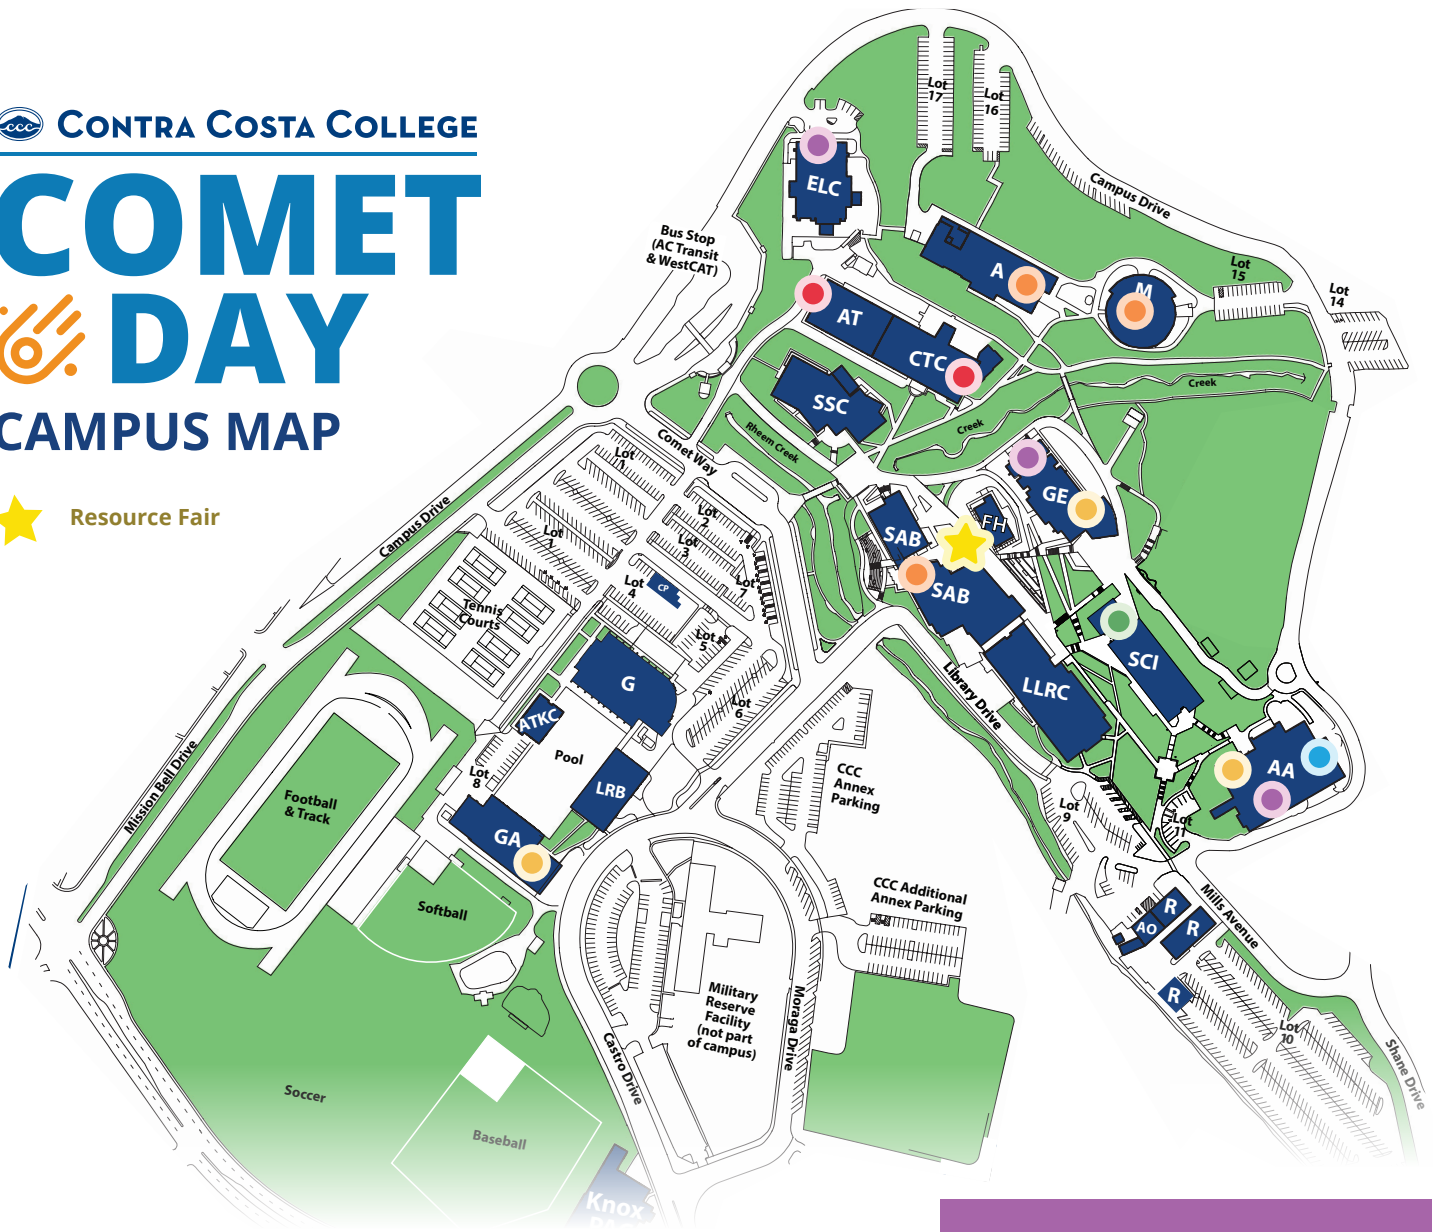 CCC CONTRA COSTA COLLEGE
COMET
DAY
CAMPUS MAP
Resource Fair
Lot
17
Lot
16
Campus Drive
ELC
Bus Stop
(AC Transit
& WestCAT)
A
M
Lot
15
Lot
14
AT
CTC
SSC
Creek
Creek
Rheem Creek
Comet Way
Lot
1
Campus Drive
Lot
1
Lot
2
Lot
3
Lot
4
CP
Lot
7
Lot
5
Lot
6
GE
FH
SAB
SAB
SCI
LLRC
Library Drive
Tennis
Courts
G
ATKC
Pool
LRB
Lot
8
GA
Mission Bell Drive
Football
& Track
Softball
CCC
Annex
Parking
CCC Additional
Annex Parking
AA
Lot
9
Lot
11
Mills Avenue
R
AO
R
R
Lot
10
Shane Drive
Military
Reserve
Facility
(not part
of campus)
Moraga Drive
Castro Drive
Soccer
Baseball
Knox